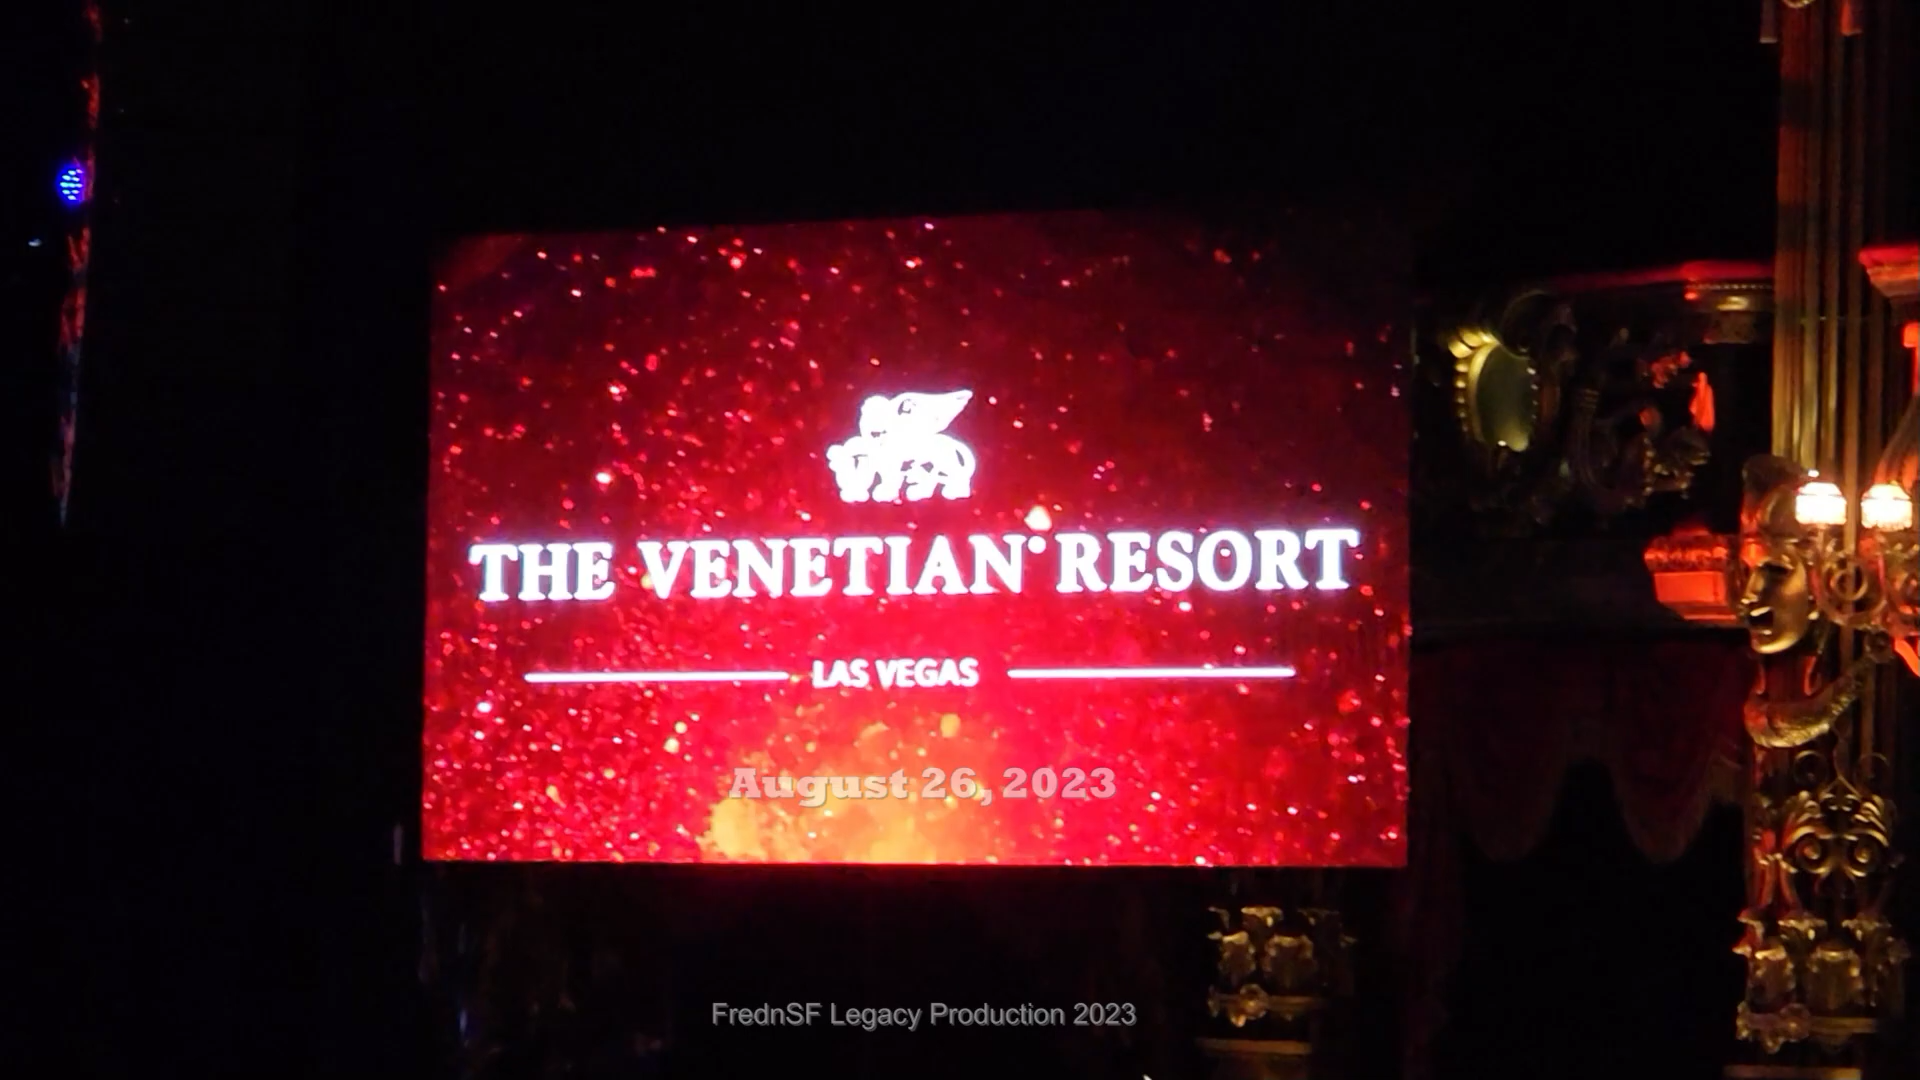 THE VENETIAN® RESORT
LAS VEGAS
August 26, 2023
FrednSF Legacy Production 2023